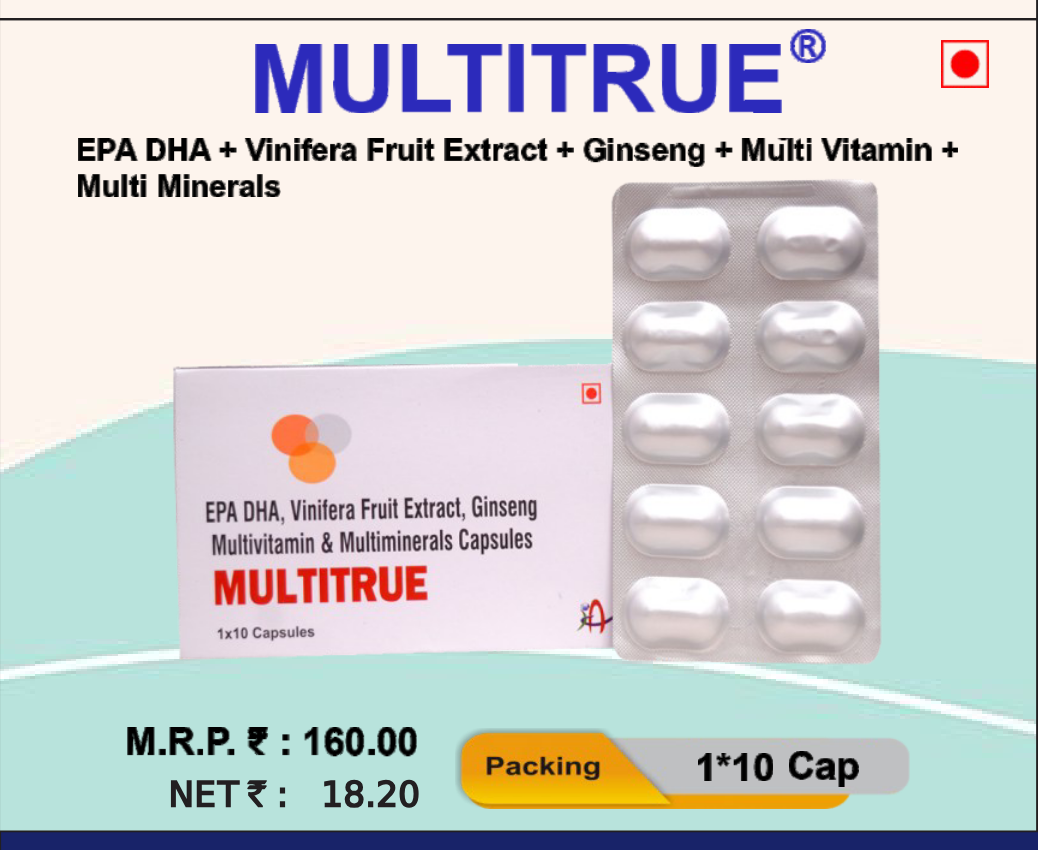 MULTITRUE®
EPA DHA + Vinifera Fruit Extract + Ginseng + Multi Vitamin +
Multi Minerals
EPA DHA, Vinifera Fruit Extract, Ginseng
Multivitamin & Multiminerals Capsules
MULTITRUE
1x10 Capsules
M.R.P. ₹ : 160.00
NET ₹ : 18.20
Packing 1*10 Cap